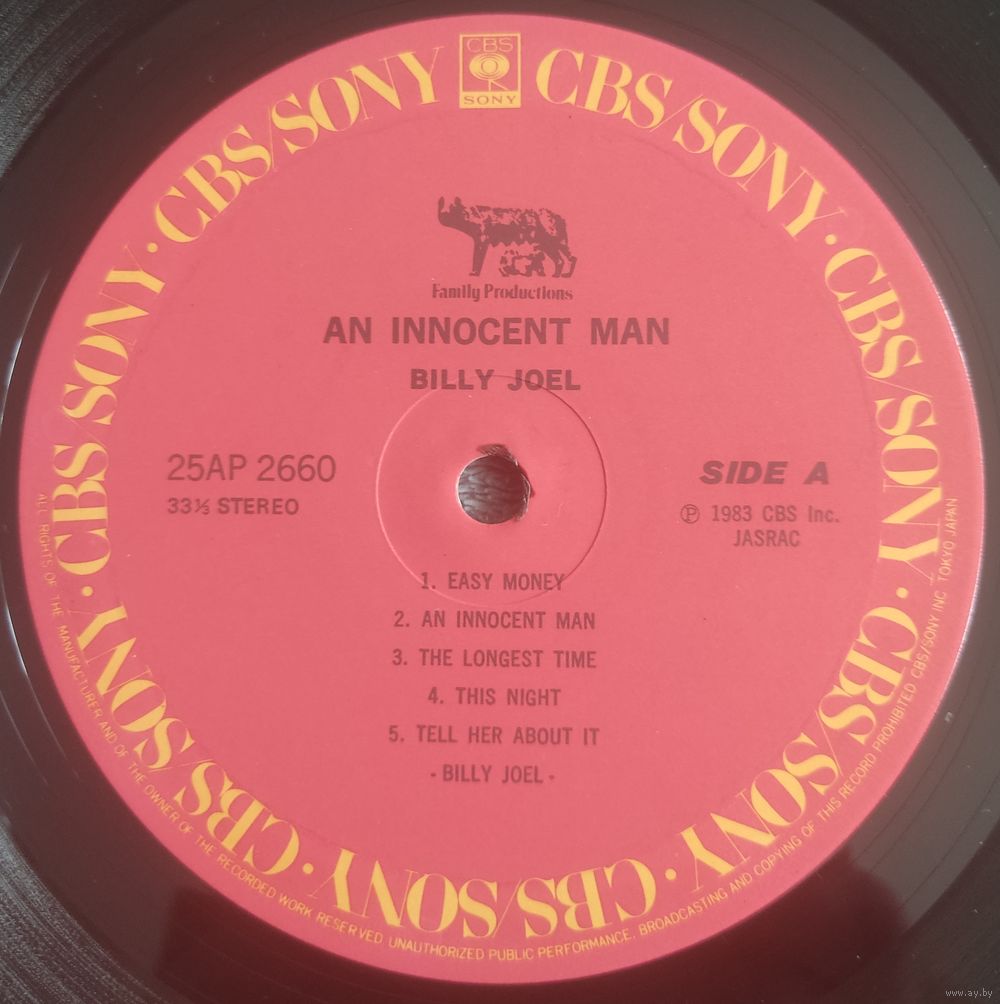 CBS
SONY
CBS/SONY · CBS/SONY · CBS/SONY · CBS/SONY · CBS/SONY · CBS/SONY · CBS/SONY · CBS/SONY
Family Productions
AN INNOCENT MAN
BILLY JOEL
25AP 2660
33⅓ STEREO
SIDE A
℗ 1983 CBS Inc.
JASRAC
1. EASY MONEY
2. AN INNOCENT MAN
3. THE LONGEST TIME
4. THIS NIGHT
5. TELL HER ABOUT IT
· BILLY JOEL ·
ALL RIGHTS OF THE MANUFACTURER AND OF THE OWNER OF THE RECORDED WORK RESERVED UNAUTHORIZED PUBLIC PERFORMANCE. BROADCASTING AND COPYING OF THIS RECORD PROHIBITED CBS/SONY INC. TOKYO JAPAN
www.ay.by